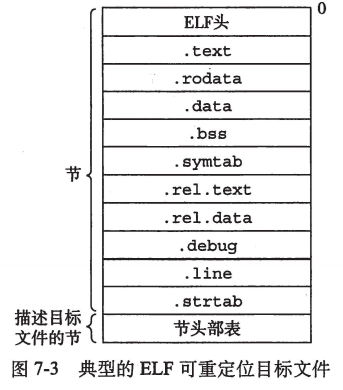 0
ELF头
.text
.rodata
.data
.bss
.symtab
.rel.text
.rel.data
.debug
.line
.strtab
节头部表
节
描述目标
文件的节
图 7-3 典型的 ELF 可重定位目标文件